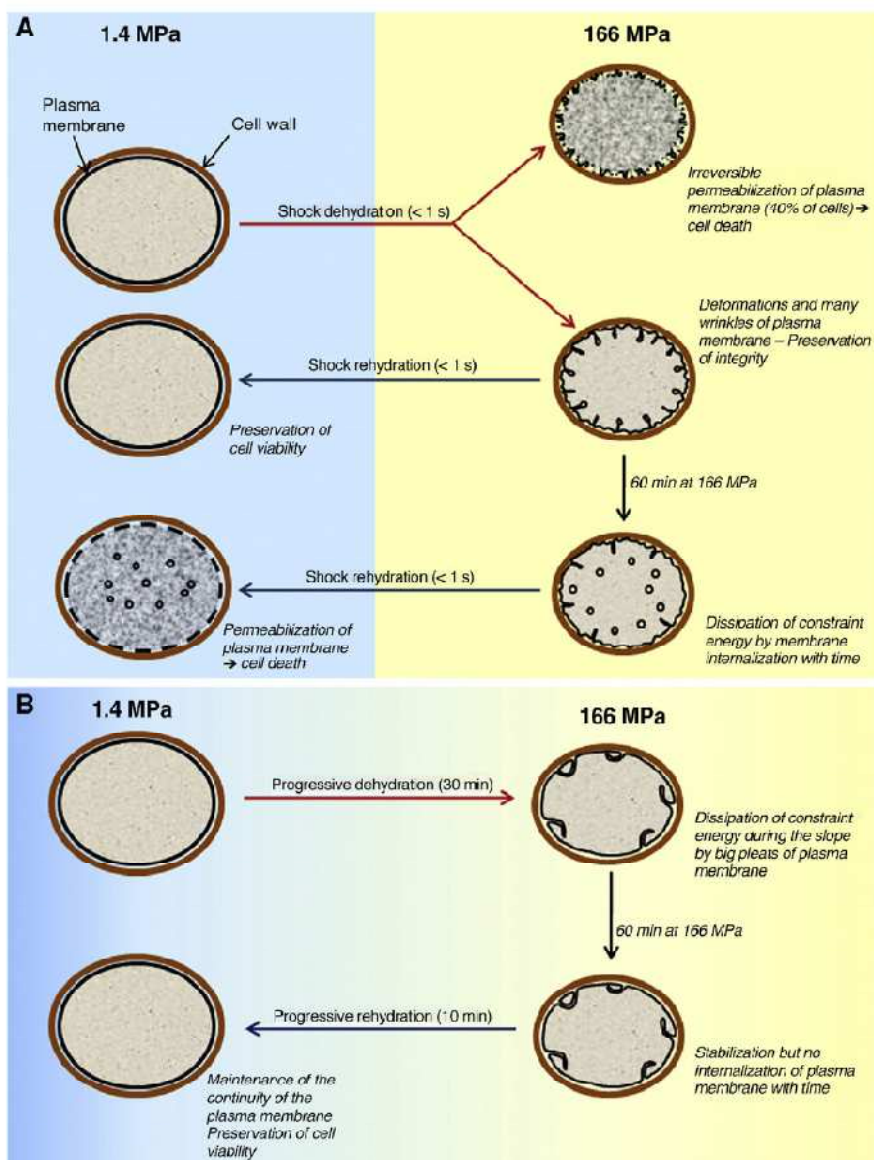 A
1.4 MPa
166 MPa
Plasma
membrane
Cell wall
Shock dehydration (< 1 s)
Irreversible
permeabilization of plasma
membrane (40% of cells) ➔
cell death
Deformations and many
wrinkles of plasma
membrane – Preservation
of integrity
Shock rehydration (< 1 s)
Preservation of
cell viability
60 min at 166 MPa
Shock rehydration (< 1 s)
Permeabilization of
plasma membrane
➔ cell death
Dissipation of constraint
energy by membrane
internalization with time
B
1.4 MPa
166 MPa
Progressive dehydration (30 min)
Dissipation of constraint
energy during the slope
by big pleats of plasma
membrane
60 min at 166 MPa
Progressive rehydration (10 min)
Maintenance of the
continuity of the
plasma membrane
Preservation of cell
viability
Stabilization but no
internalization of plasma
membrane with time